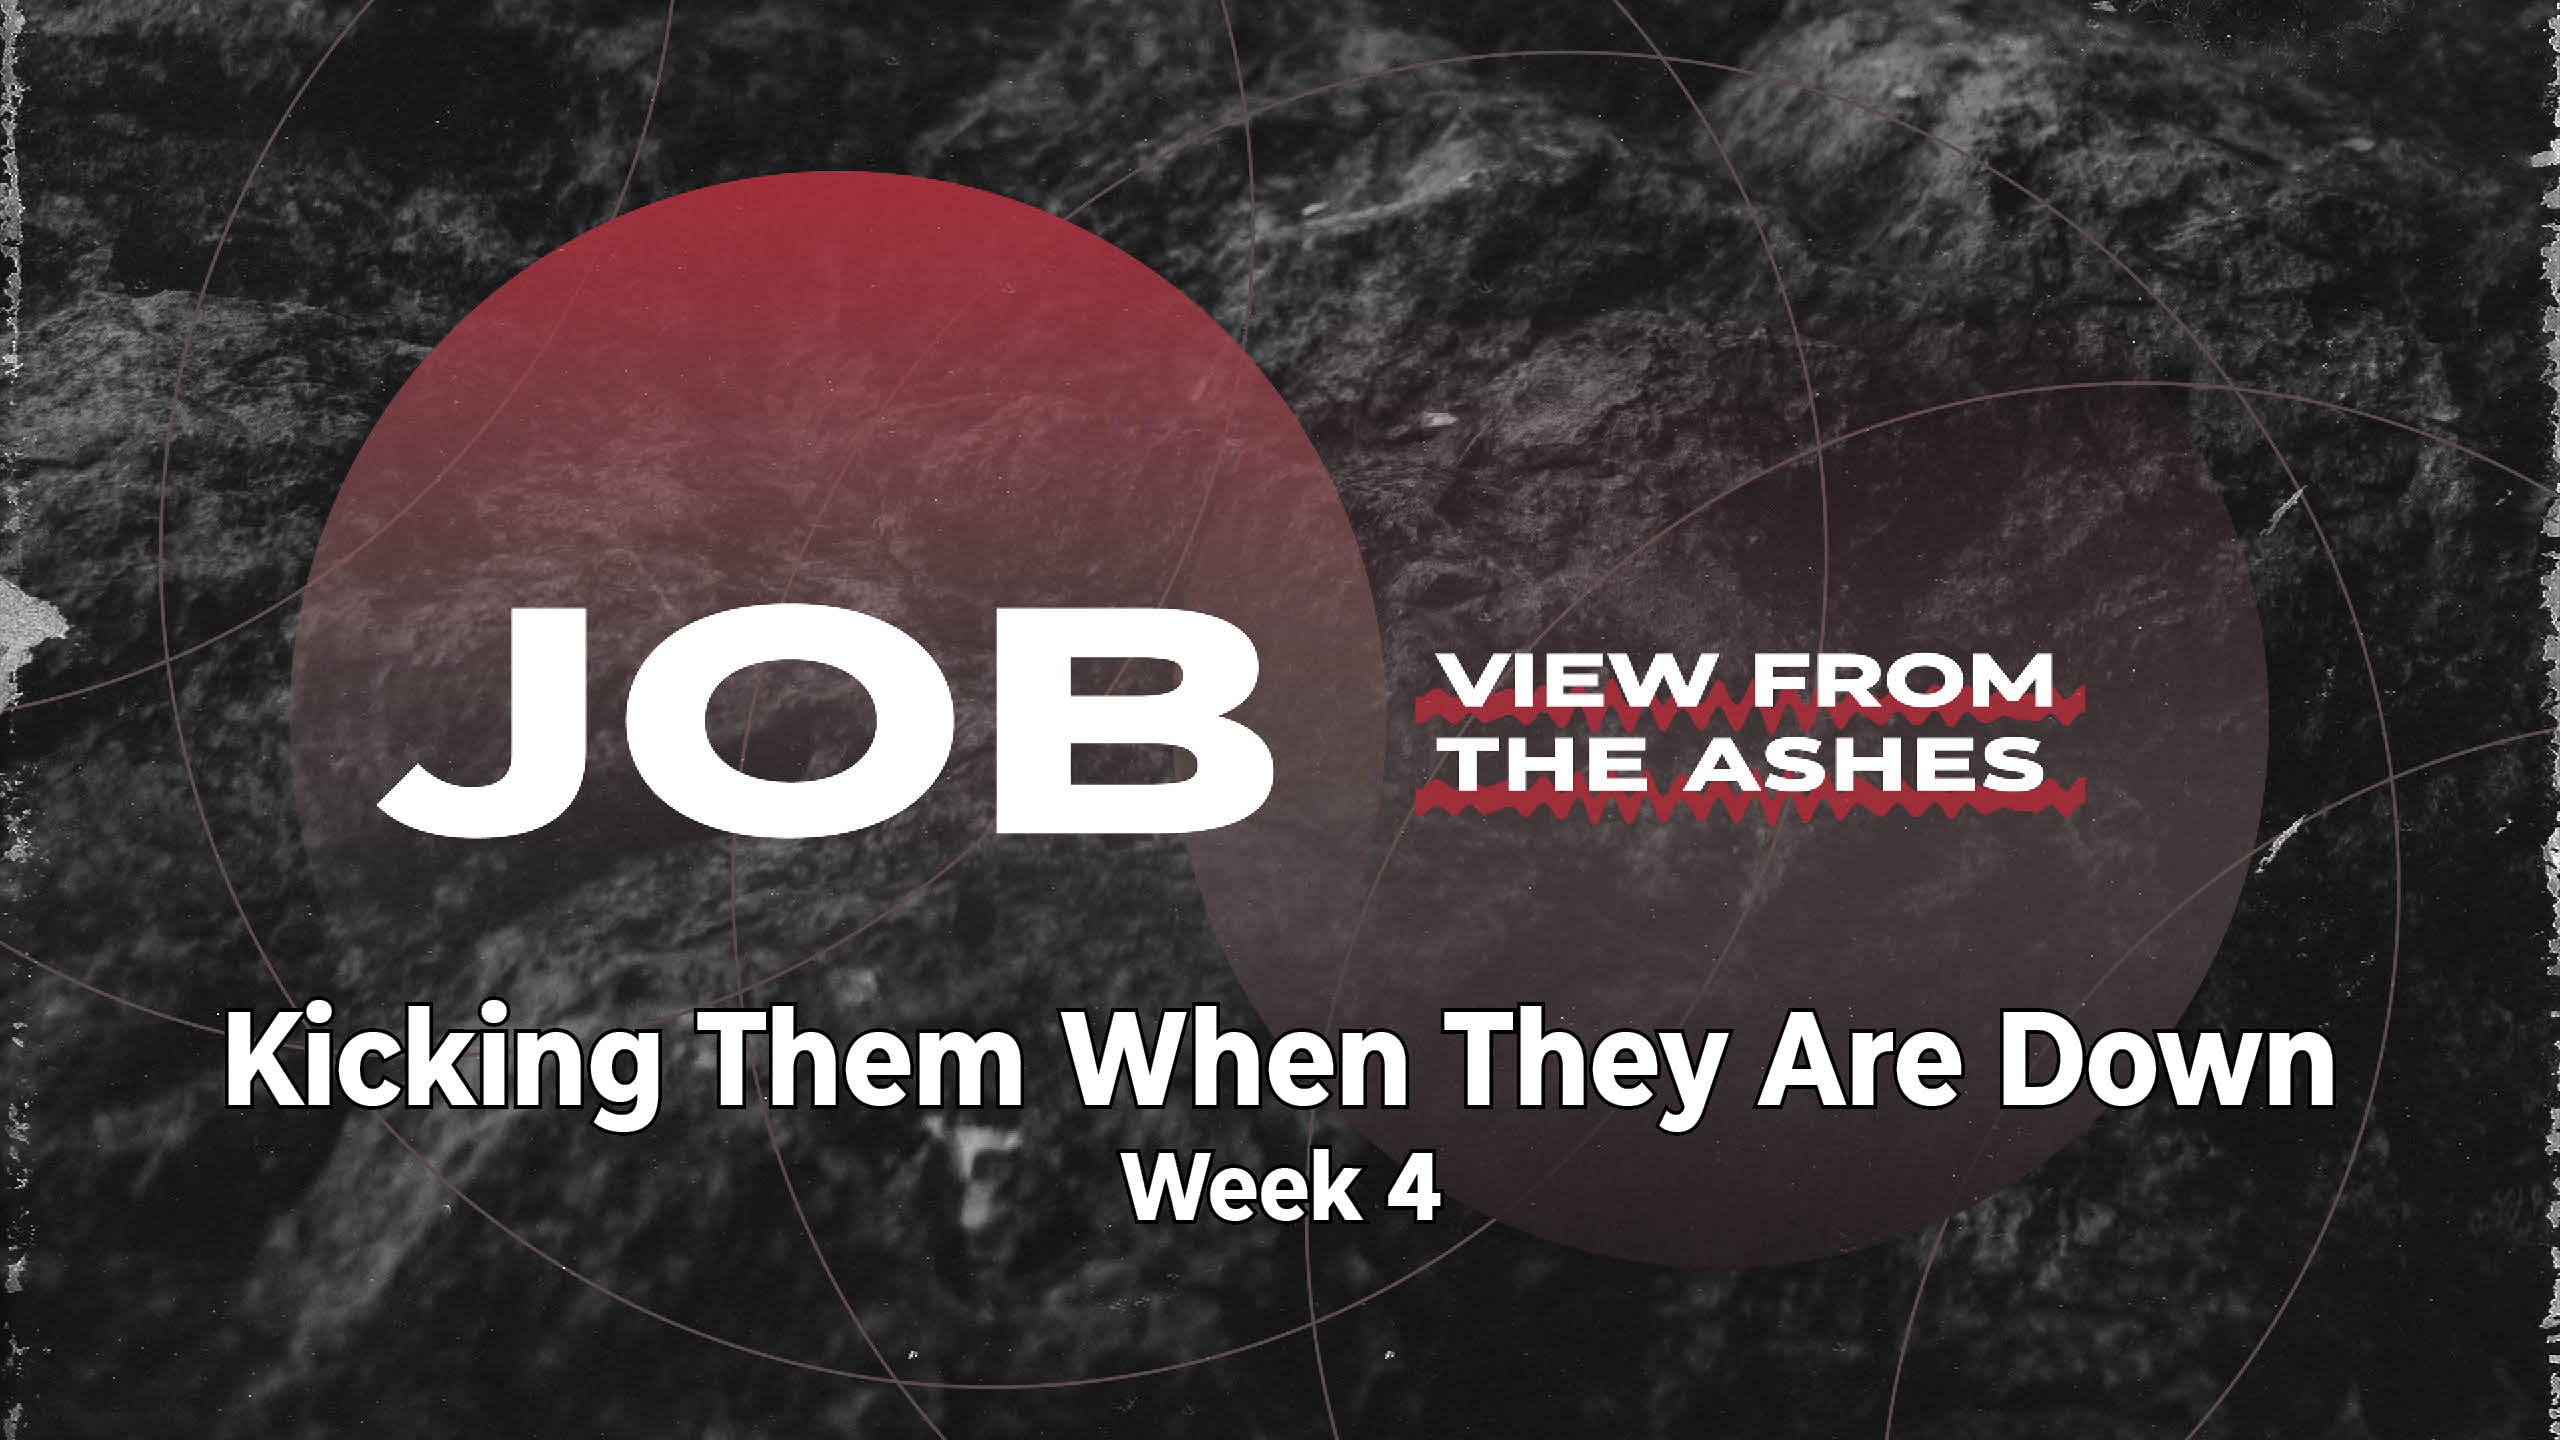 JOB
VIEW FROM
THE ASHES
Kicking Them When They Are Down
Week 4